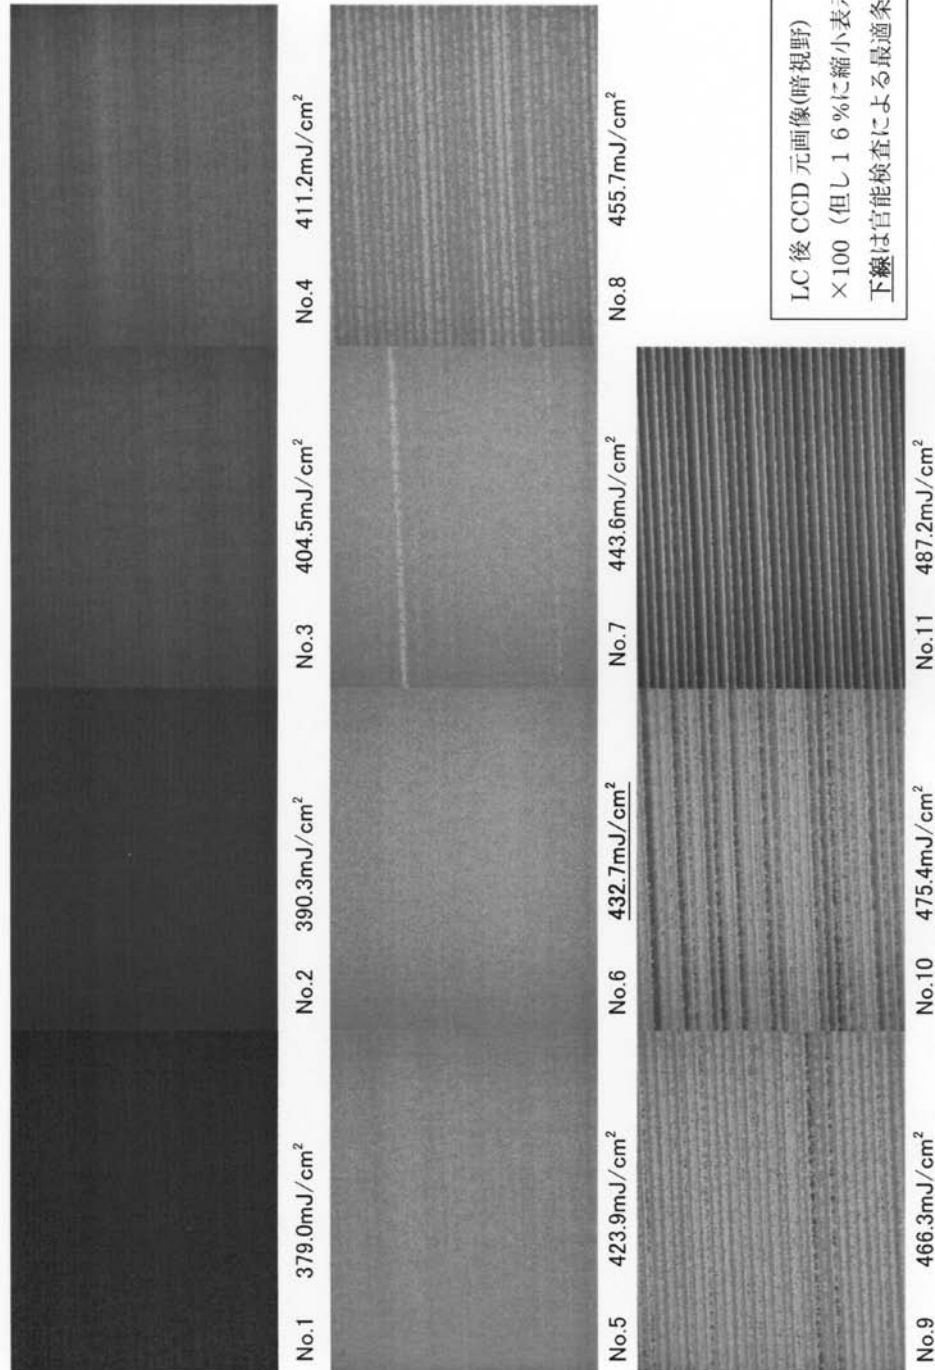 No.1 379.0mJ/cm²
No.2 390.3mJ/cm²
No.3 404.5mJ/cm²
No.4 411.2mJ/cm²
No.5 423.9mJ/cm²
No.6 432.7mJ/cm²
No.7 443.6mJ/cm²
No.8 455.7mJ/cm²
No.9 466.3mJ/cm²
No.10 475.4mJ/cm²
No.11 487.2mJ/cm²
LC 後 CCD 元画像(暗視野)
×100 (但し16%に縮小表
下線は官能検査による最適条